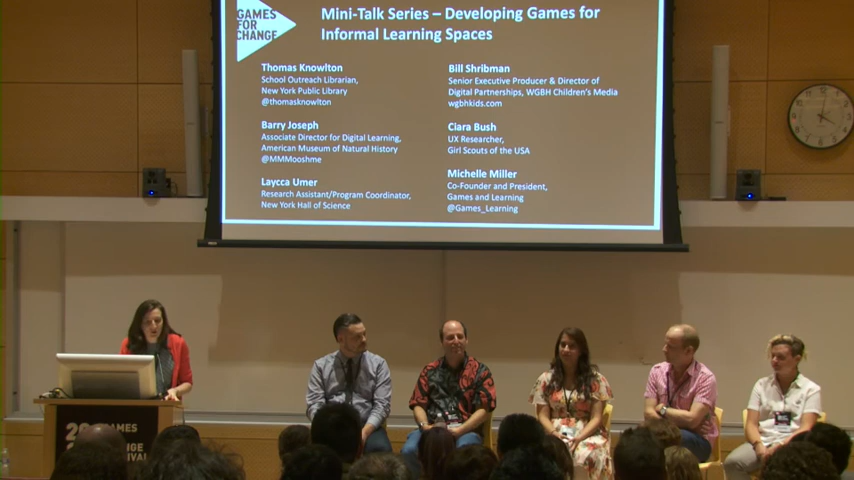 GAMES
FOR
CHANGE
Mini-Talk Series – Developing Games for
Informal Learning Spaces
Thomas Knowlton
School Outreach Librarian,
New York Public Library
@thomasknowlton
Barry Joseph
Associate Director for Digital Learning,
American Museum of Natural History
@MMMooshme
Laycca Umer
Research Assistant/Program Coordinator,
New York Hall of Science
Bill Shribman
Senior Executive Producer & Director of
Digital Partnerships, WGBH Children's Media
wgbhkids.com
Ciara Bush
UX Researcher,
Girl Scouts of the USA
Michelle Miller
Co-Founder and President,
Games and Learning
@Games_Learning
GAMES